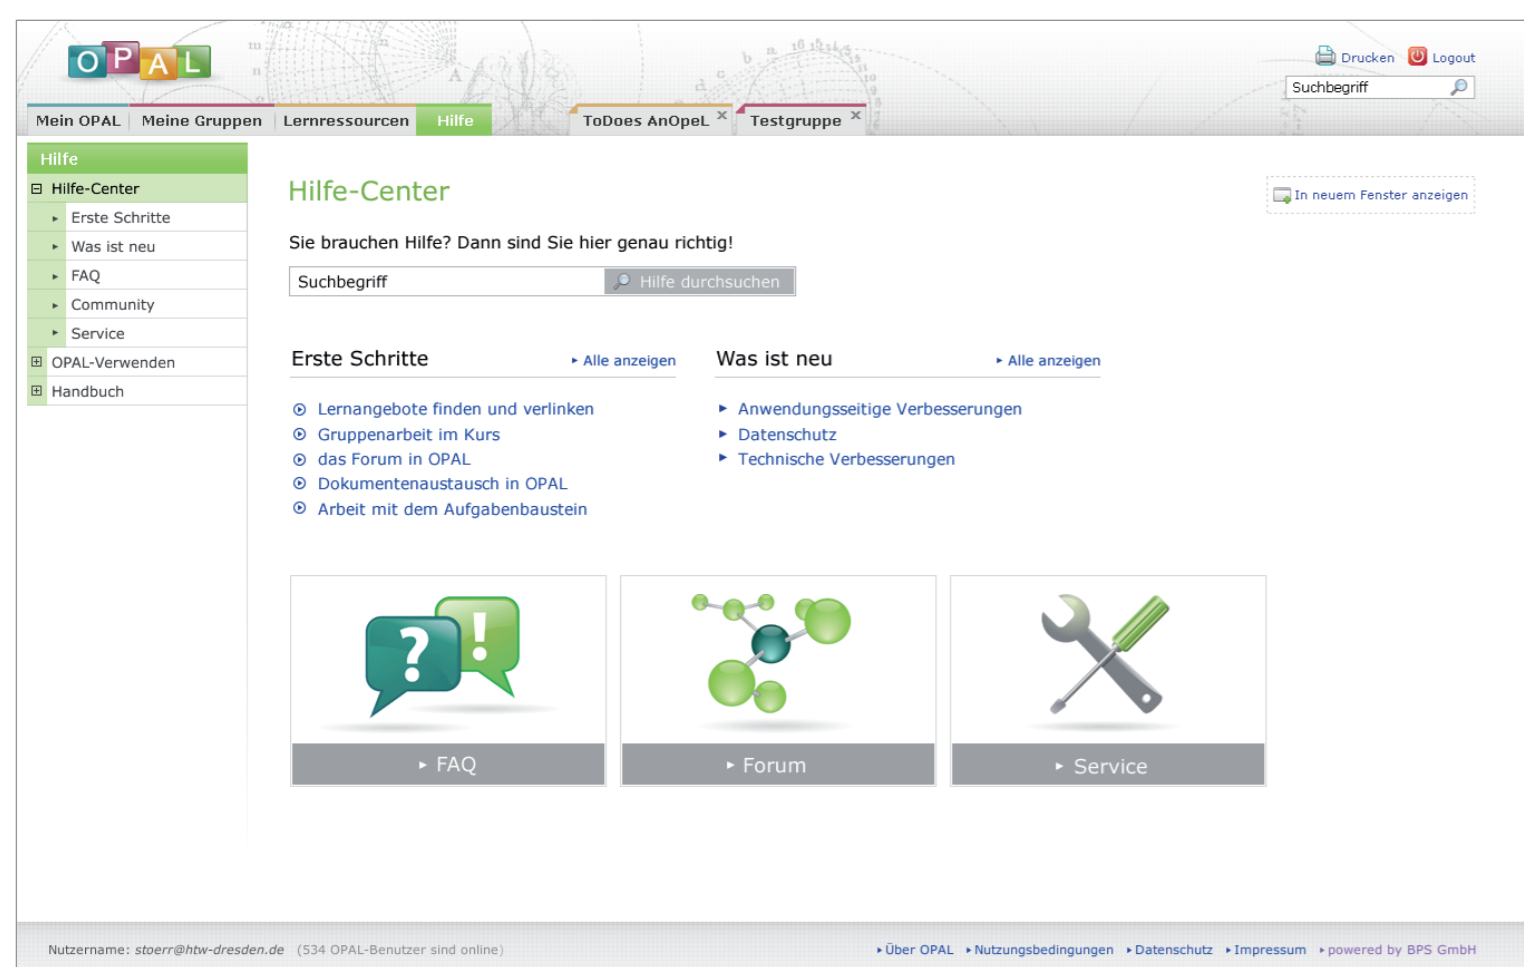 OPAL
Drucken Logout
Suchbegriff
Mein OPAL Meine Gruppen Lernressourcen Hilfe ToDoes AnOpeL × Testgruppe ×
Hilfe
Hilfe-Center
Erste Schritte
Was ist neu
FAQ
Community
Service
OPAL-Verwenden
Handbuch
Hilfe-Center
In neuem Fenster anzeigen
Sie brauchen Hilfe? Dann sind Sie hier genau richtig!
Suchbegriff Hilfe durchsuchen
Erste Schritte Alle anzeigen
Lernangebote finden und verlinken
Gruppenarbeit im Kurs
das Forum in OPAL
Dokumentenaustausch in OPAL
Arbeit mit dem Aufgabenbaustein
Was ist neu Alle anzeigen
Anwendungsseitige Verbesserungen
Datenschutz
Technische Verbesserungen
? !
FAQ
Forum
Service
Nutzername: stoerr@htw-dresden.de (534 OPAL-Benutzer sind online)
Über OPAL Nutzungsbedingungen Datenschutz Impressum powered by BPS GmbH